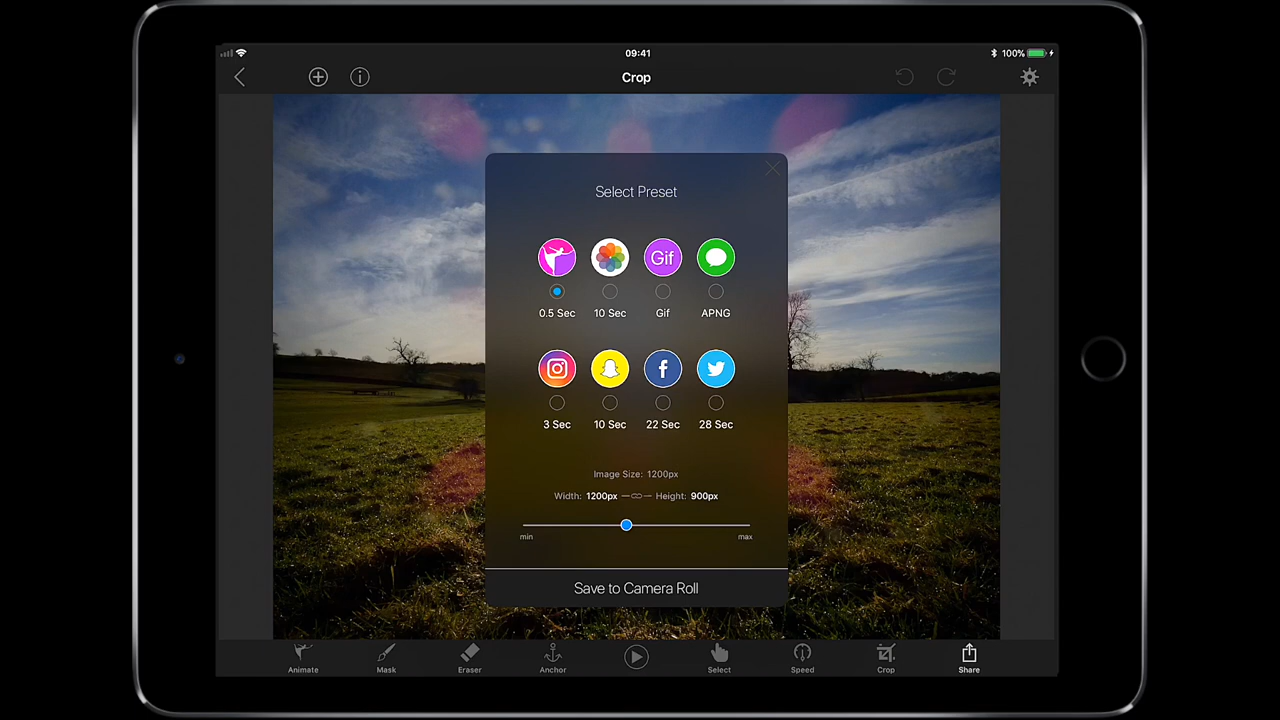 09:41
100%
Crop
Select Preset
Gif
0.5 Sec 10 Sec Gif APNG
f
3 Sec 10 Sec 22 Sec 28 Sec
Image Size: 1200px
Width: 1200px Height: 900px
min max
Save to Camera Roll
Animate Mask Eraser Anchor Select Speed Crop Share